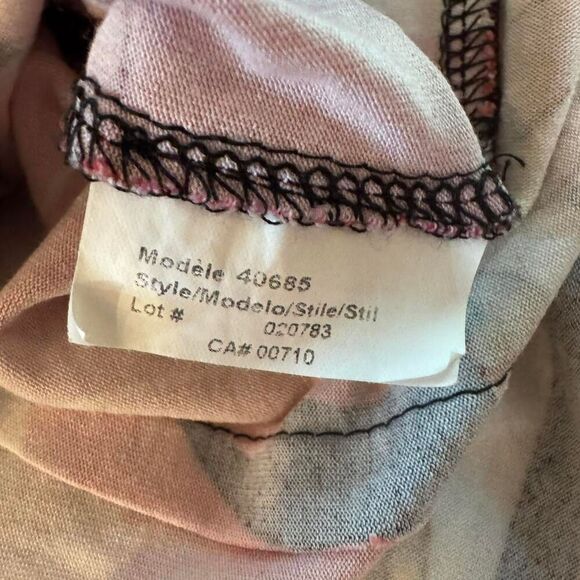 Modèle 40685
Style/Modelo/Stile/Stil
Lot # 020783
CA# 00710